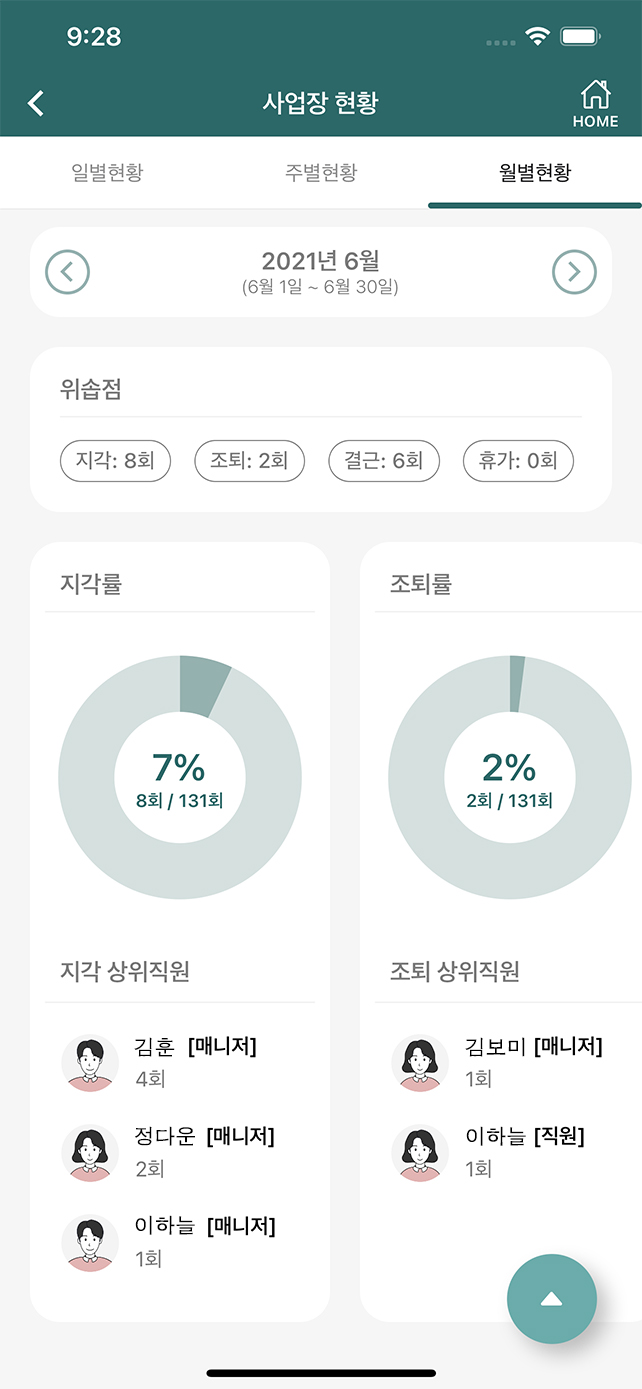 9:28
사업장 현황
HOME
일별현황 주별현황 월별현황
2021년 6월
(6월 1일 ~ 6월 30일)
위솝점
지각: 8회 조퇴: 2회 결근: 6회 휴가: 0회
지각률
7%
8회 / 131회
지각 상위직원
김훈 [매니저]
4회
정다운 [매니저]
2회
이하늘 [매니저]
1회
조퇴률
2%
2회 / 131회
조퇴 상위직원
김보미 [매니저]
1회
이하늘 [직원]
1회